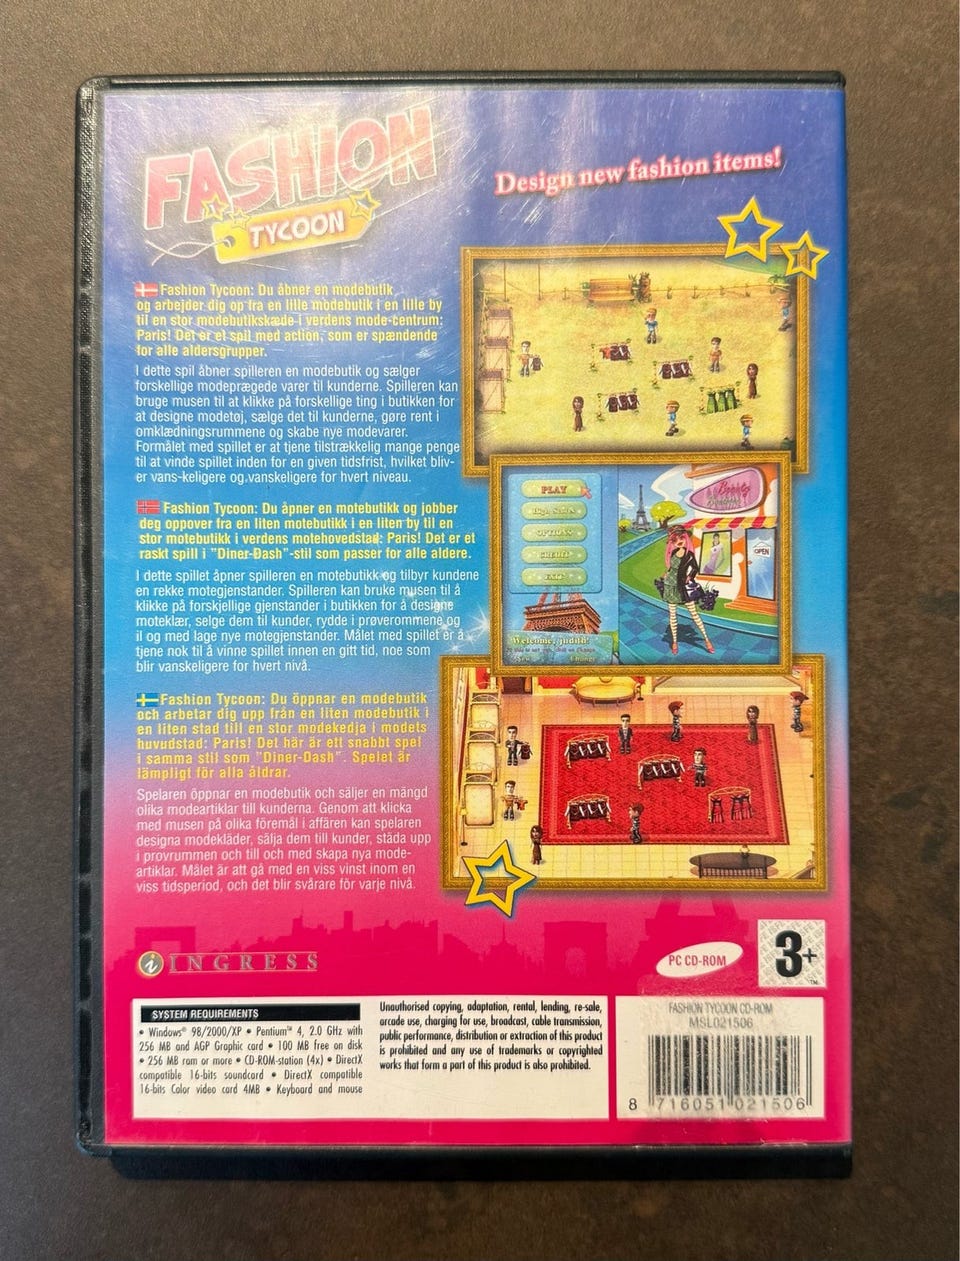 FASHION
TYCOON
Design new fashion items!
Fashion Tycoon: Du åbner en modebutik
og arbejder dig op fra en lille modebutik i en lille by
til en stor modebutikskæde i verdens mode-centrum:
Paris! Det er et spil med action, som er spændende
for alle aldersgrupper.
I dette spil åbner spilleren en modebutik og sælger
forskellige modeprægede varer til kunderne. Spilleren kan
bruge musen til at klikke på forskellige ting i butikken for
at designe modetøj, sælge det til kunderne, gøre rent i
omklædningsrummene og skabe nye modevarer.
Formålet med spillet er at tjene tilstrækkelig mange penge
til at vinde spillet inden for en given tidsfrist, hvilket bliv-
er vans-keligere og vanskeligere for hvert niveau.
Fashion Tycoon: Du åpner en motebutikk og jobber
deg oppover fra en liten motebutikk i en liten by til en
stor motebutikk i verdens motehovedstad: Paris! Det er et
raskt spill i "Diner-Dash"-stil som passer for alle aldere.
I dette spillet åpner spilleren en motebutikk og tilbyr kundene
en rekke motegjenstander. Spilleren kan bruke musen til å
klikke på forskjellige gjenstander i butikken for å designe
moteklær, selge dem til kunder, rydde i prøverommene og
til og med lage nye motegjenstander. Målet med spillet er å
tjene nok til å vinne spillet innen en gitt tid, noe som
blir vanskeligere for hvert nivå.
Fashion Tycoon: Du öppnar en modebutik
och arbetar dig upp från en liten modebutik i
en liten stad till en stor modekedja i modets
huvudstad: Paris! Det här är ett snabbt spel
i samma stil som "Diner-Dash". Spelet är
lämpligt för alla åldrar.
Spelaren öppnar en modebutik och säljer en mängd
olika modeartiklar till kunderna. Genom att klicka
med musen på olika föremål i affären kan spelaren
designa modekläder, sälja dem till kunder, städa upp
i provrummen och till och med skapa nya mode-
artiklar. Målet är att gå med en viss vinst inom en
viss tidsperiod, och det blir svårare för varje nivå.
PLAY
High Scores
OPTIONS
CREDITS
EXIT
Beauty
OPEN
Welcome, judith!
INGRESS
PC CD-ROM
3+
TM
SYSTEM REQUIREMENTS
• Windows® 98/2000/XP • Pentium™ 4, 2.0 GHz with
256 MB and AGP Graphic card • 100 MB free on disk
• 256 MB ram or more • CD-ROM-station (4x) • DirectX
compatible 16-bits soundcard • DirectX compatible
16-bits Color video card 4MB • Keyboard and mouse
Unauthorised copying, adaptation, rental, lending, re-sale,
arcade use, charging for use, broadcast, cable transmission,
public performance, distribution or extraction of this product
is prohibited and any use of trademarks or copyrighted
works that form a part of this product is also prohibited.
FASHION TYCOON CD-ROM
MSL021506
8 716051 021506